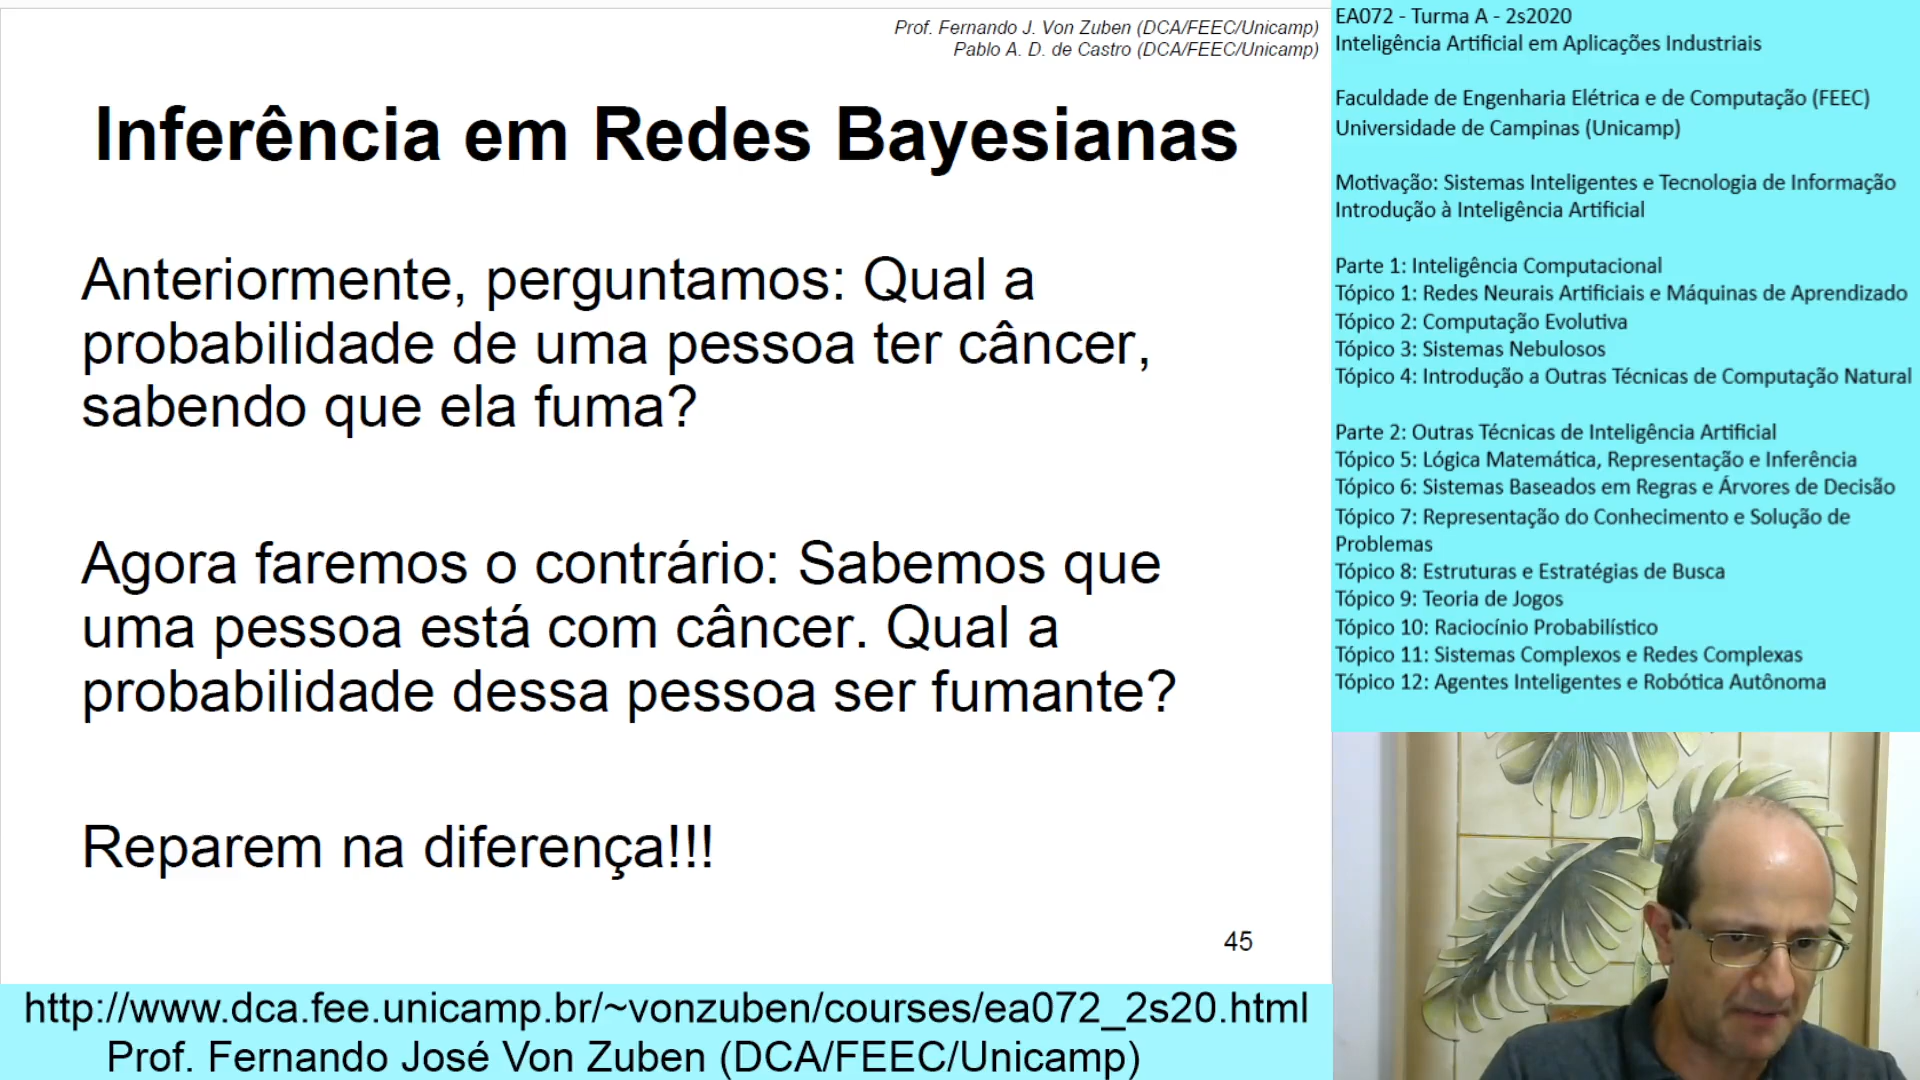 Prof. Fernando J. Von Zuben (DCA/FEEC/Unicamp)
Pablo A. D. de Castro (DCA/FEEC/Unicamp)
Inferência em Redes Bayesianas
Anteriormente, perguntamos: Qual a
probabilidade de uma pessoa ter câncer,
sabendo que ela fuma?
Agora faremos o contrário: Sabemos que
uma pessoa está com câncer. Qual a
probabilidade dessa pessoa ser fumante?
Reparem na diferença!!!
45
http://www.dca.fee.unicamp.br/~vonzuben/courses/ea072_2s20.html
Prof. Fernando José Von Zuben (DCA/FEEC/Unicamp)
EA072 - Turma A - 2s2020
Inteligência Artificial em Aplicações Industriais
Faculdade de Engenharia Elétrica e de Computação (FEEC)
Universidade de Campinas (Unicamp)
Motivação: Sistemas Inteligentes e Tecnologia de Informação
Introdução à Inteligência Artificial
Parte 1: Inteligência Computacional
Tópico 1: Redes Neurais Artificiais e Máquinas de Aprendizado
Tópico 2: Computação Evolutiva
Tópico 3: Sistemas Nebulosos
Tópico 4: Introdução a Outras Técnicas de Computação Natural
Parte 2: Outras Técnicas de Inteligência Artificial
Tópico 5: Lógica Matemática, Representação e Inferência
Tópico 6: Sistemas Baseados em Regras e Árvores de Decisão
Tópico 7: Representação do Conhecimento e Solução de
Problemas
Tópico 8: Estruturas e Estratégias de Busca
Tópico 9: Teoria de Jogos
Tópico 10: Raciocínio Probabilístico
Tópico 11: Sistemas Complexos e Redes Complexas
Tópico 12: Agentes Inteligentes e Robótica Autônoma